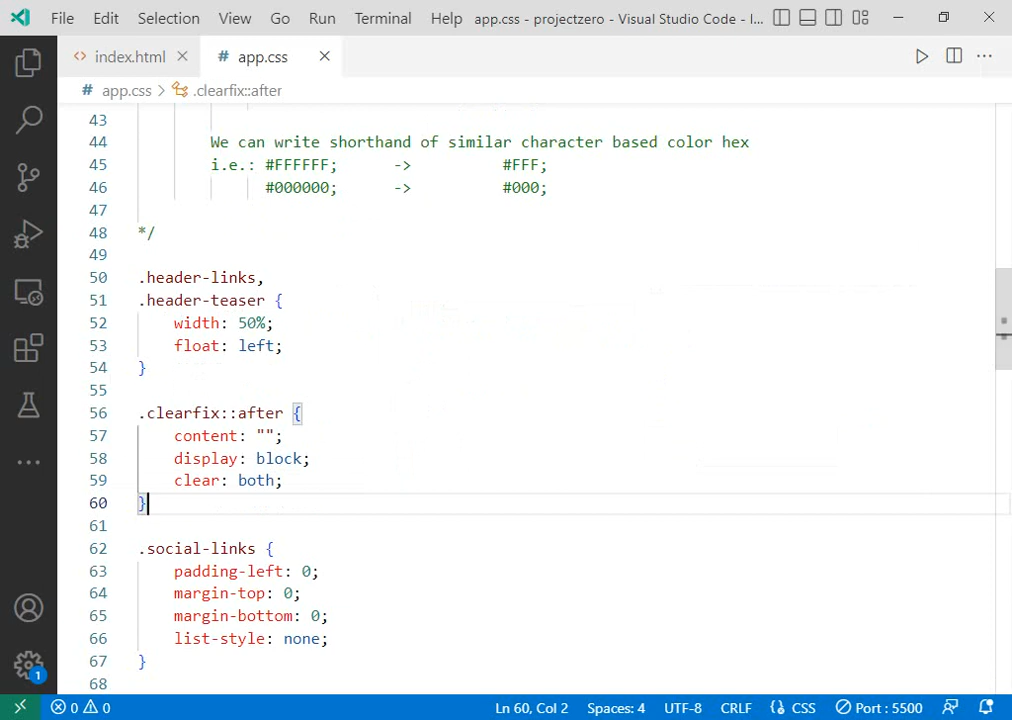 File Edit Selection View Go Run Terminal Help app.css - projectzero - Visual Studio Code - I...
index.html # app.css
# app.css > .clearfix::after
43
44 We can write shorthand of similar character based color hex
45 i.e.: #FFFFFF; -> #FFF;
46 #000000; -> #000;
47
48 */
49
50 .header-links,
51 .header-teaser {
52 width: 50%;
53 float: left;
54 }
55
56 .clearfix::after {
57 content: "";
58 display: block;
59 clear: both;
60 }
61
62 .social-links {
63 padding-left: 0;
64 margin-top: 0;
65 margin-bottom: 0;
66 list-style: none;
67 }
68
1
0 0 Ln 60, Col 2 Spaces: 4 UTF-8 CRLF {} CSS Port : 5500